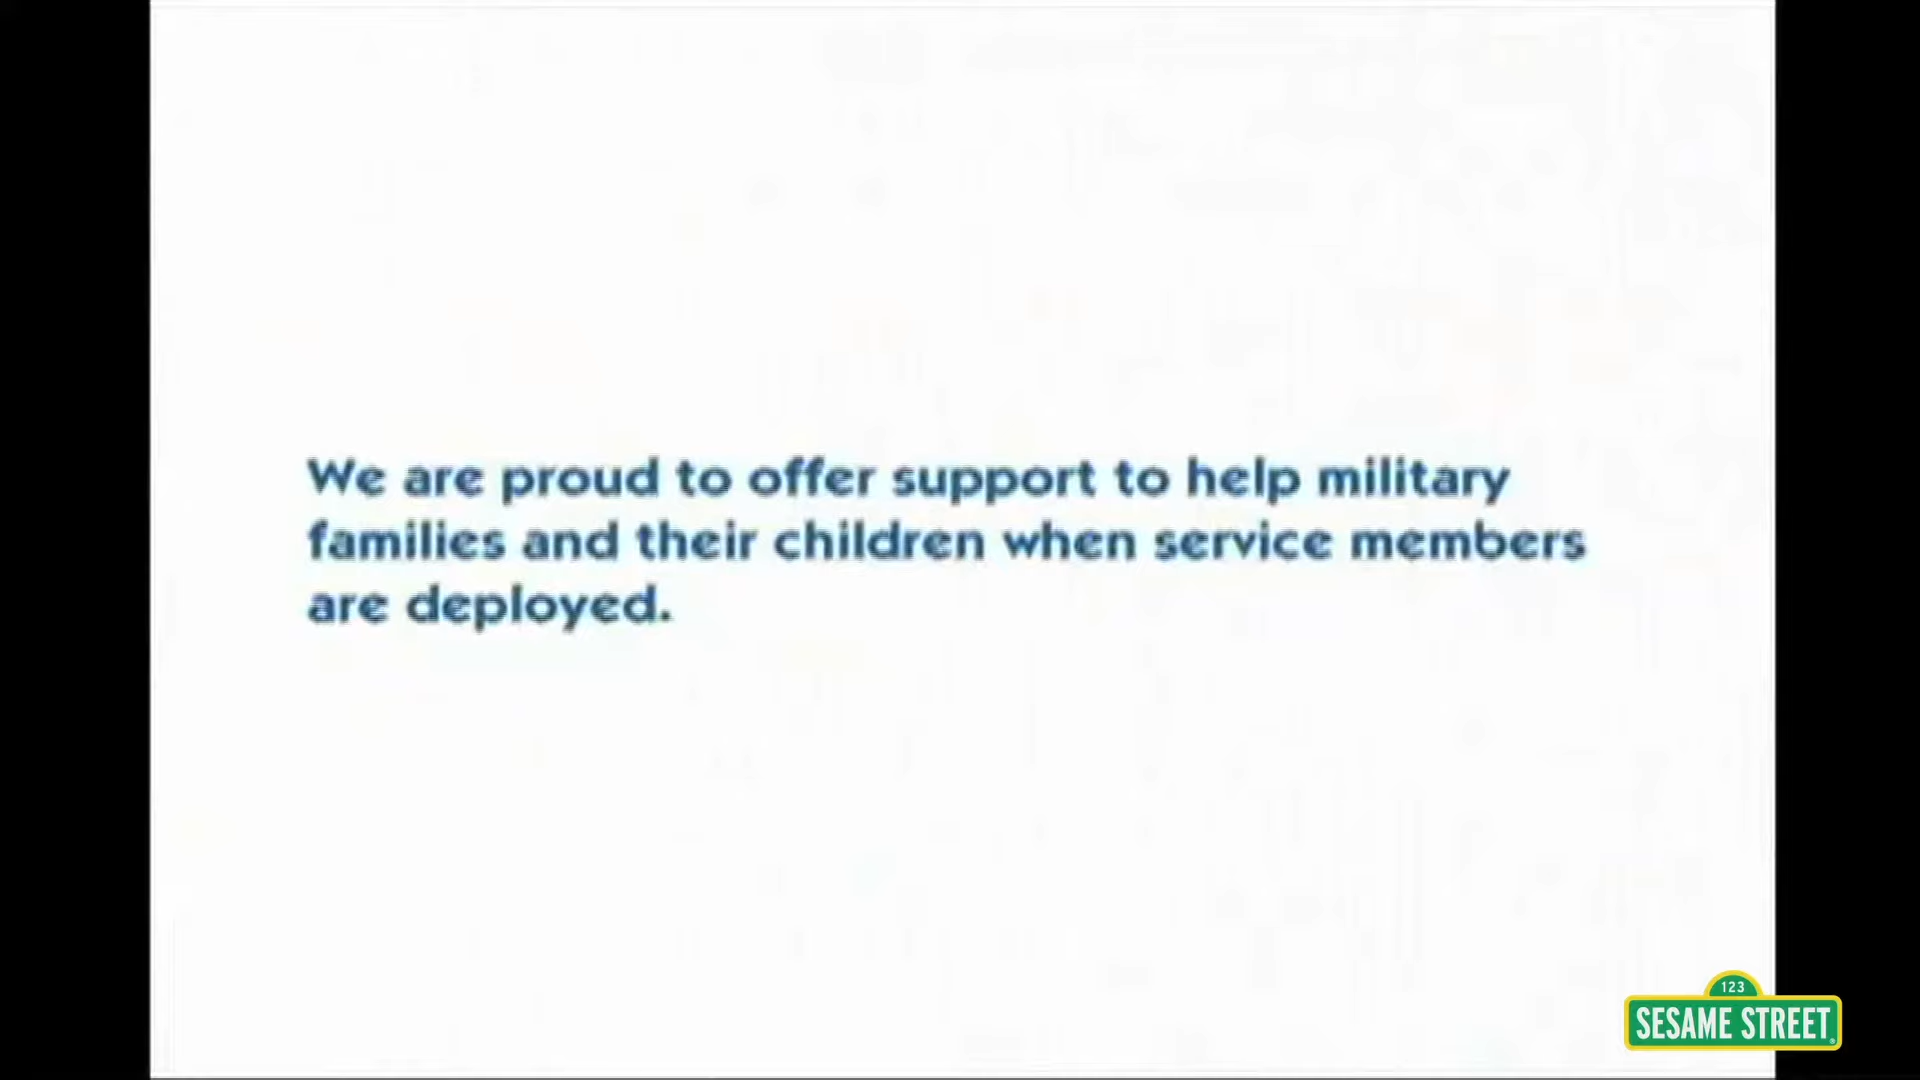 We are proud to offer support to help military
families and their children when service members
are deployed.
123
SESAME STREET